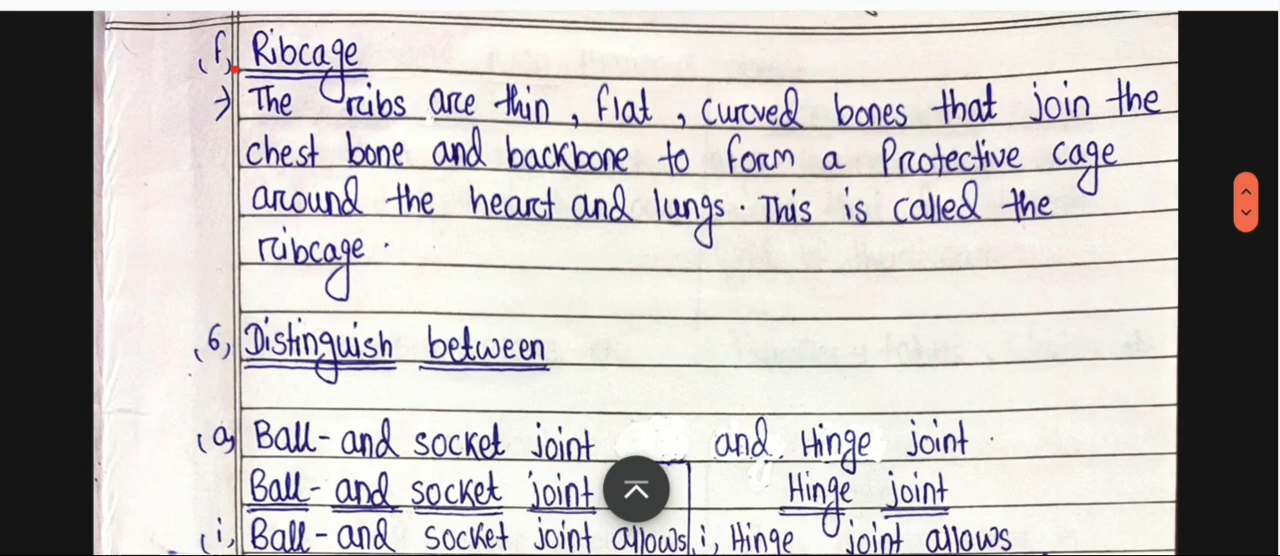 (f) Ribcage
→ The ribs are thin, flat, curved bones that join the
chest bone and backbone to form a Protective cage
around the heart and lungs. This is called the
ribcage.
(6) Distinguish between
(a) Ball-and socket joint and Hinge joint.
Ball-and socket joint Hinge joint
(i) Ball-and socket joint allows i, Hinge joint allows